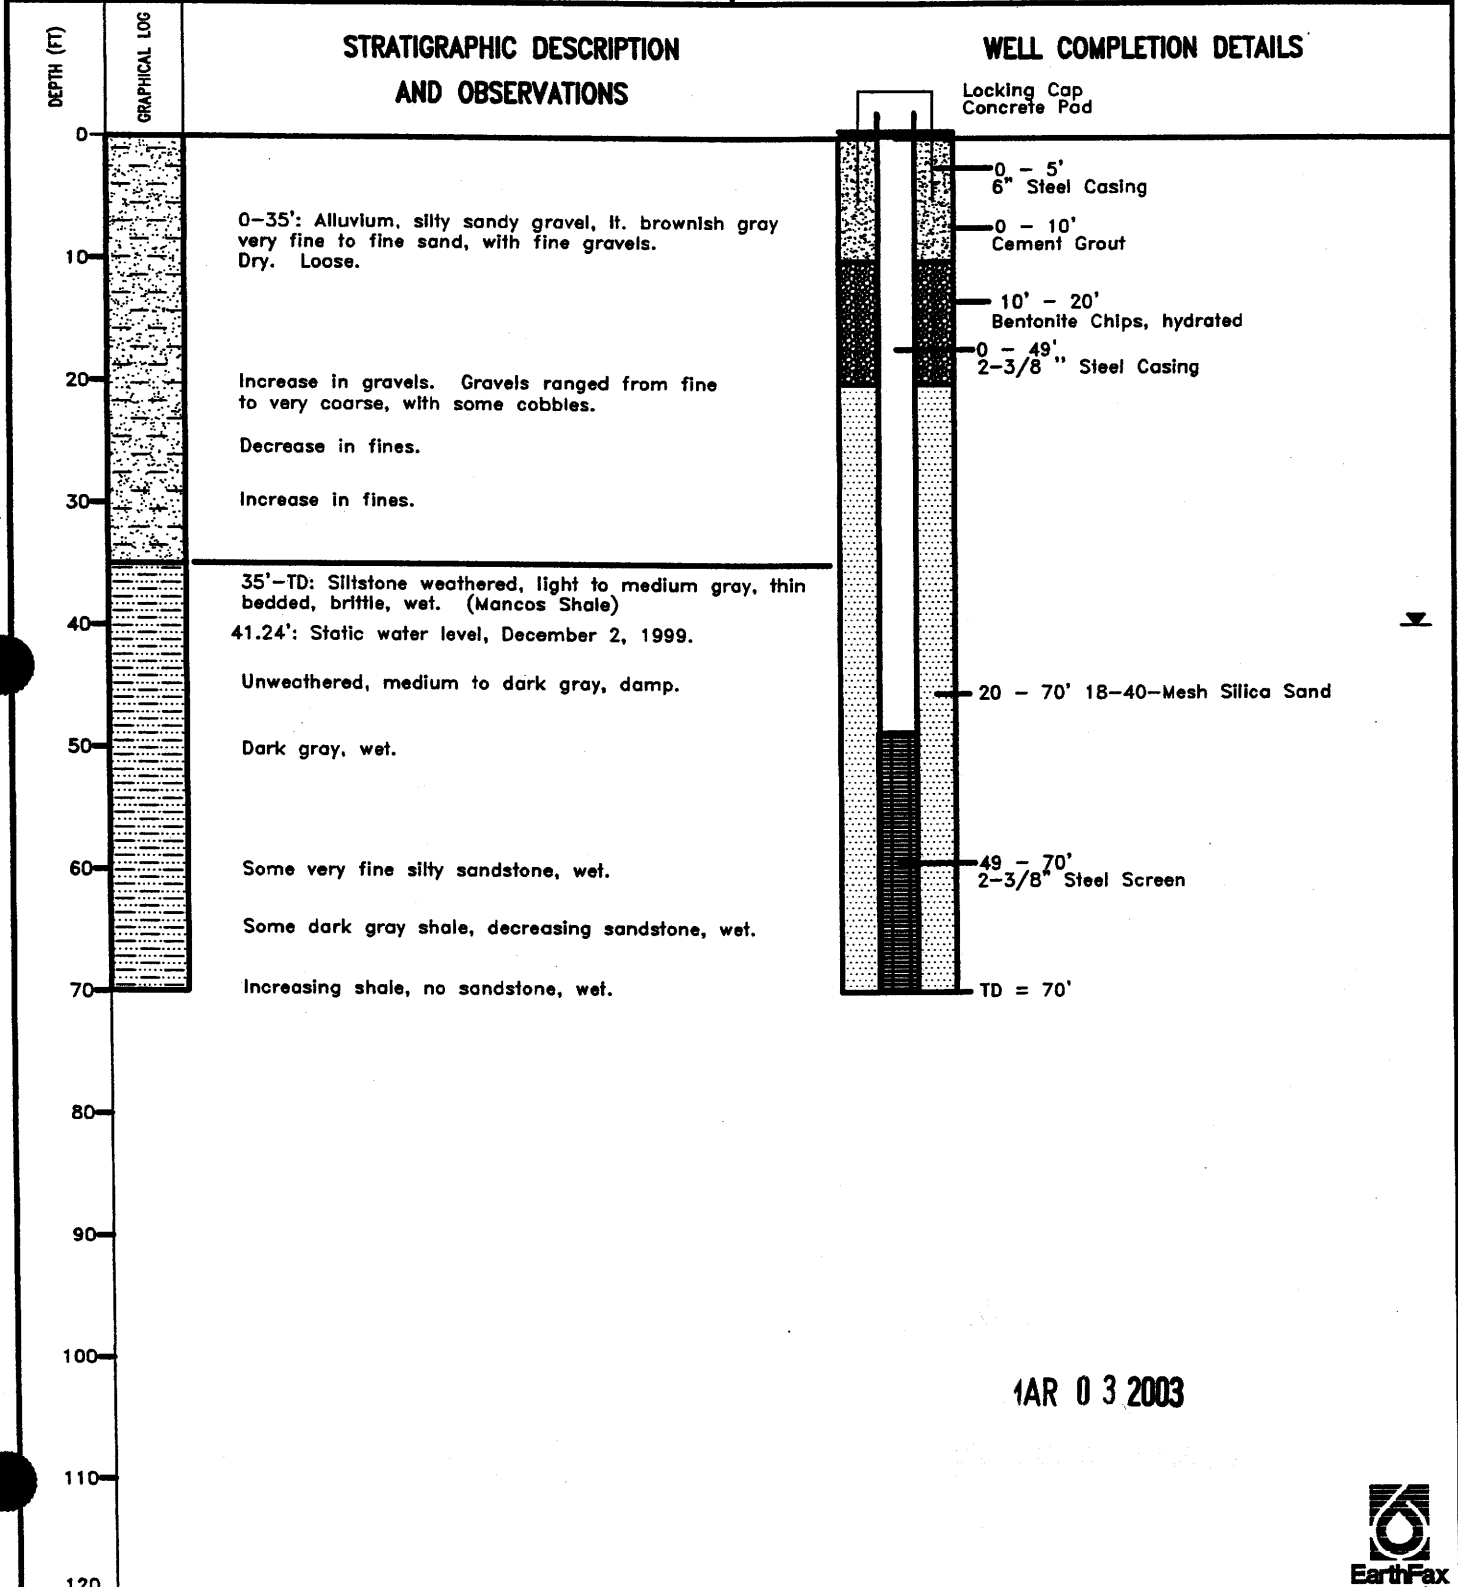 DEPTH (FT)
GRAPHICAL LOG
STRATIGRAPHIC DESCRIPTION
AND OBSERVATIONS
WELL COMPLETION DETAILS
Locking Cap
Concrete Pad
0
0 - 5'
6" Steel Casing
0-35': Alluvium, silty sandy gravel, lt. brownish gray
very fine to fine sand, with fine gravels.
Dry. Loose.
0 - 10'
Cement Grout
10
10' - 20'
Bentonite Chips, hydrated
0 - 49'
2-3/8 " Steel Casing
20
Increase in gravels. Gravels ranged from fine
to very coarse, with some cobbles.
Decrease in fines.
30
Increase in fines.
35'-TD: Siltstone weathered, light to medium gray, thin
bedded, brittle, wet. (Mancos Shale)
40
41.24': Static water level, December 2, 1999.
Unweathered, medium to dark gray, damp.
20 - 70' 18-40-Mesh Silica Sand
50
Dark gray, wet.
60
Some very fine silty sandstone, wet.
49 - 70'
2-3/8" Steel Screen
Some dark gray shale, decreasing sandstone, wet.
70
Increasing shale, no sandstone, wet.
TD = 70'
80
90
100
AR 03 2003
110
120
EarthFax